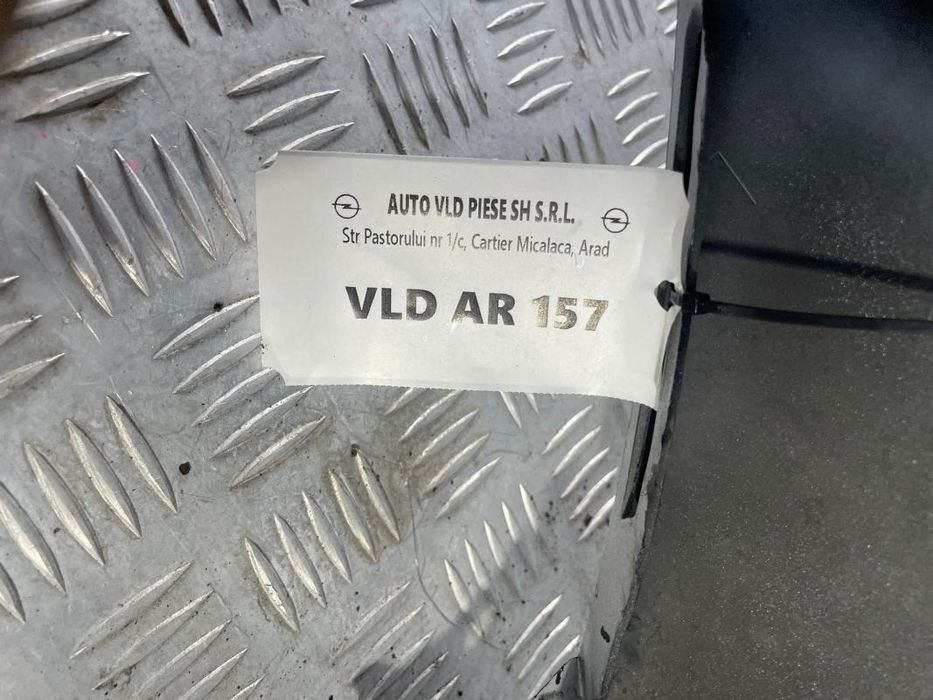 AUTO VLD PIESE SH S.R.L.
Str Pastorului nr 1/c, Cartier Micalaca, Arad
VLD AR 157